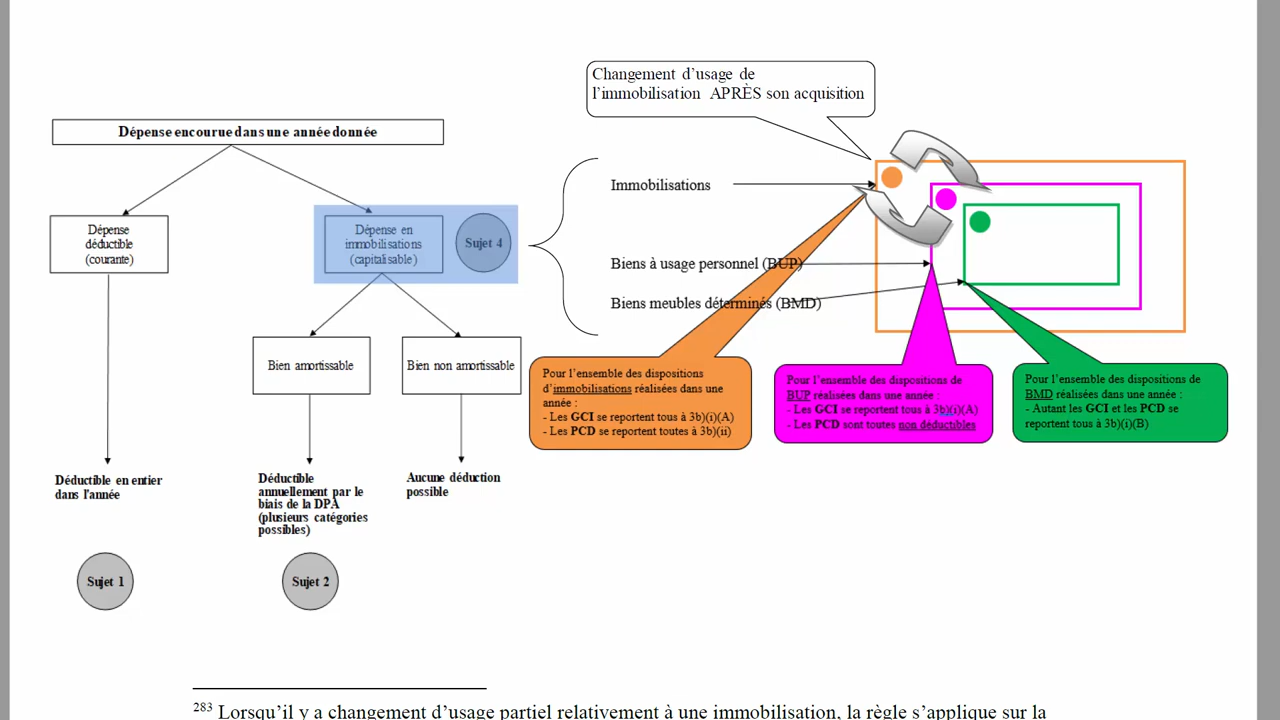 Changement d'usage de
l'immobilisation APRÈS son acquisition
Dépense encourue dans une année donnée
Dépense
déductible
(courante)
Dépense en
immobilisations
(capitalisable)
Sujet 4
Immobilisations
Biens à usage personnel (BUP)
Biens meubles déterminés (BMD)
Bien amortissable
Bien non amortissable
Pour l'ensemble des dispositions
d'immobilisations réalisées dans une
année :
- Les GCI se reportent tous à 3b)(i)(A)
- Les PCD se reportent toutes à 3b)(ii)
Pour l'ensemble des dispositions de
BUP réalisées dans une année :
- Les GCI se reportent tous à 3b)(i)(A)
- Les PCD sont toutes non déductibles
Pour l'ensemble des dispositions de
BMD réalisées dans une année :
- Autant les GCI et les PCD se
reportent tous à 3b)(i)(B)
Déductible en entier
dans l'année
Déductible
annuellement par le
biais de la DPA
(plusieurs catégories
possibles)
Aucune déduction
possible
Sujet 1
Sujet 2
283 Lorsqu'il y a changement d'usage partiel relativement à une immobilisation, la règle s'applique sur la